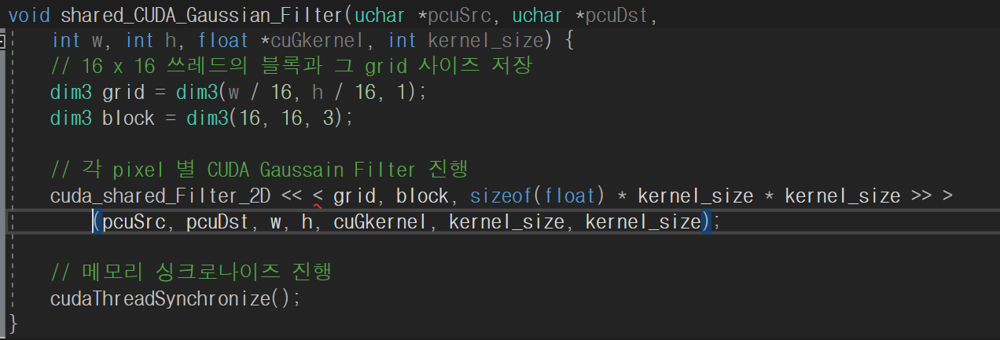 void shared_CUDA_Gaussian_Filter(uchar *pcuSrc, uchar *pcuDst,
int w, int h, float *cuGkernel, int kernel_size) {
// 16 x 16 쓰레드의 블록과 그 grid 사이즈 저장
dim3 grid = dim3(w / 16, h / 16, 1);
dim3 block = dim3(16, 16, 3);
// 각 pixel 별 CUDA Gaussain Filter 진행
cuda_shared_Filter_2D << < grid, block, sizeof(float) * kernel_size * kernel_size >> >
(pcuSrc, pcuDst, w, h, cuGkernel, kernel_size, kernel_size);
// 메모리 싱크로나이즈 진행
cudaThreadSynchronize();
}